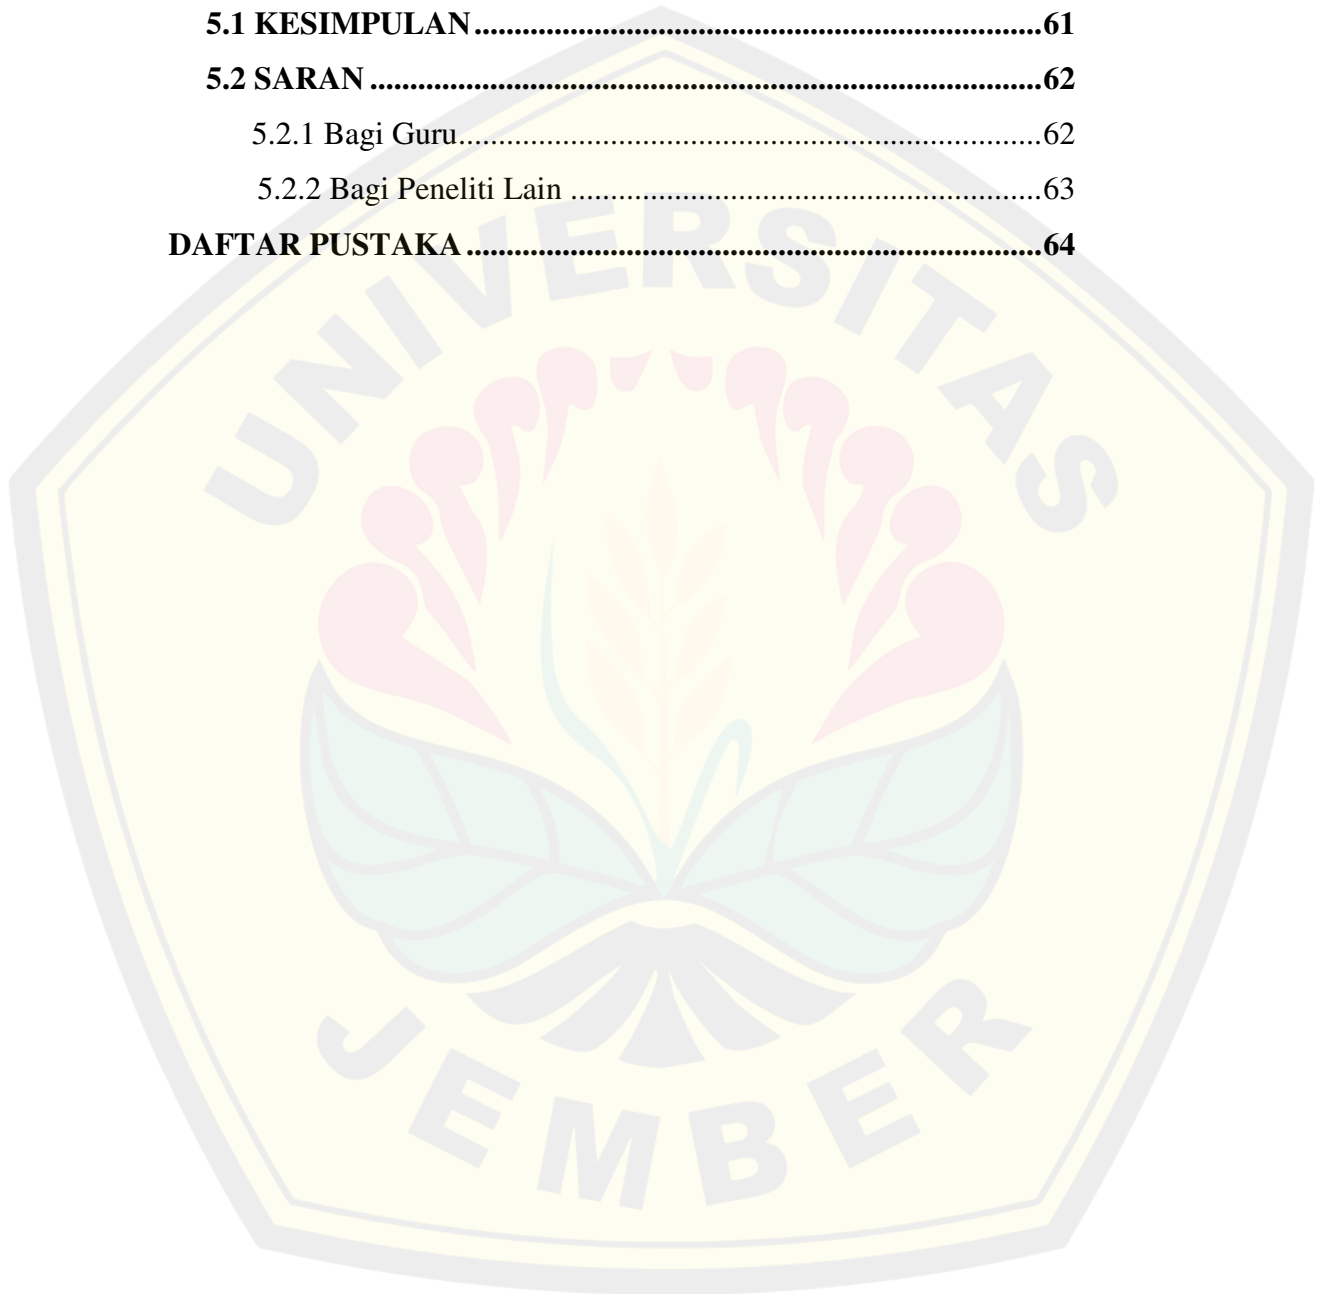 5.1 KESIMPULAN........................................................................61
5.2 SARAN .....................................................................................62
5.2.1 Bagi Guru..........................................................................62
5.2.2 Bagi Peneliti Lain ............................................................63
DAFTAR PUSTAKA .........................................................................64
UNIVERSITAS
JEMBER